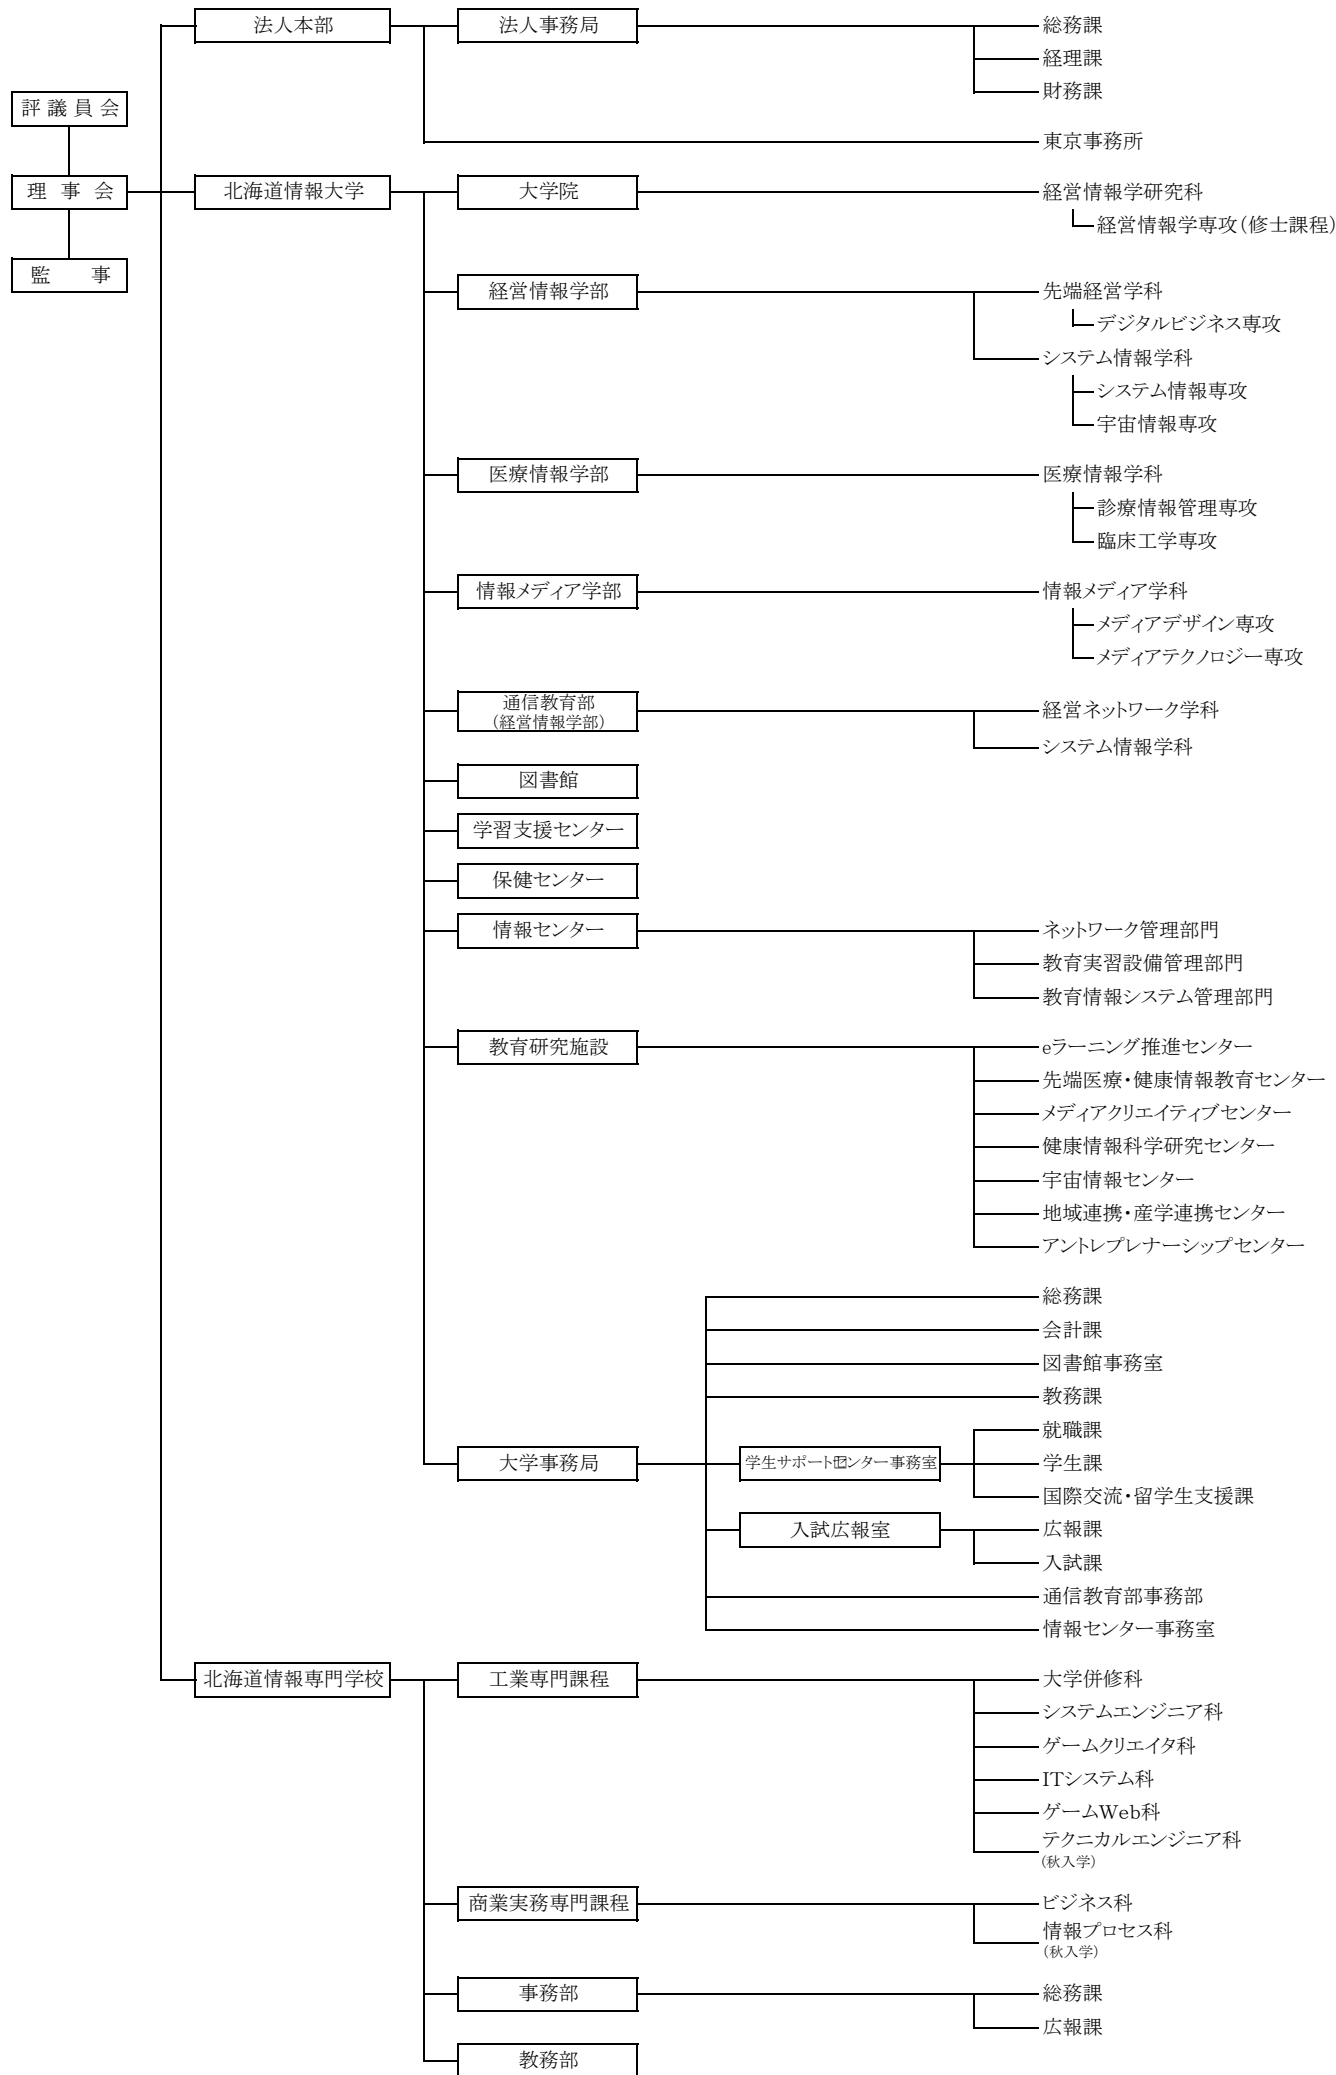 法人本部
法人事務局
総務課
経理課
財務課
評議員会
東京事務所
理事会
北海道情報大学
大学院
経営情報学研究科
経営情報学専攻(修士課程)
監事
経営情報学部
先端経営学科
デジタルビジネス専攻
システム情報学科
システム情報専攻
宇宙情報専攻
医療情報学部
医療情報学科
診療情報管理専攻
臨床工学専攻
情報メディア学部
情報メディア学科
メディアデザイン専攻
メディアテクノロジー専攻
通信教育部
(経営情報学部)
経営ネットワーク学科
システム情報学科
図書館
学習支援センター
保健センター
情報センター
ネットワーク管理部門
教育実習設備管理部門
教育情報システム管理部門
教育研究施設
eラーニング推進センター
先端医療・健康情報教育センター
メディアクリエイティブセンター
健康情報科学研究センター
宇宙情報センター
地域連携・産学連携センター
アントレプレナーシップセンター
総務課
会計課
図書館事務室
教務課
就職課
大学事務局
学生サポートセンター事務室
学生課
国際交流・留学生支援課
入試広報室
広報課
入試課
通信教育部事務部
情報センター事務室
北海道情報専門学校
工業専門課程
大学併修科
システムエンジニア科
ゲームクリエイタ科
ITシステム科
ゲームWeb科
テクニカルエンジニア科
(秋入学)
商業実務専門課程
ビジネス科
情報プロセス科
(秋入学)
事務部
総務課
広報課
教務部